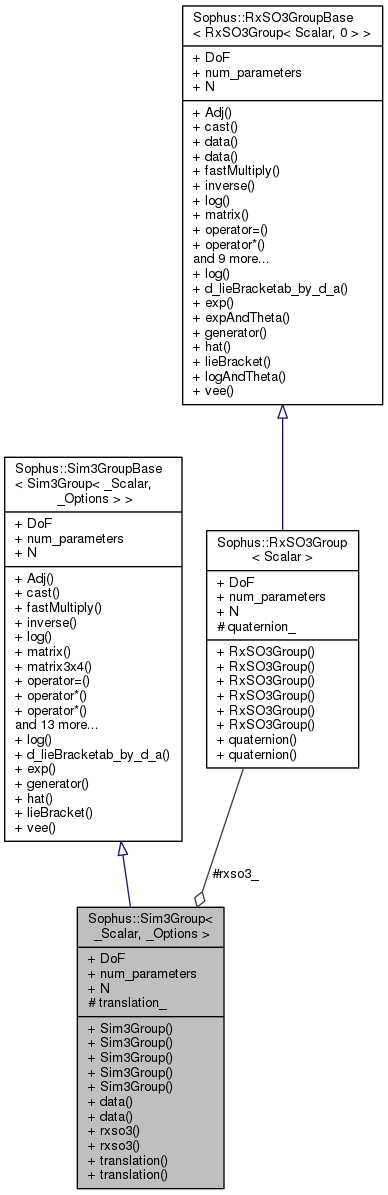 Sophus::RxSO3GroupBase
< RxSO3Group< Scalar, 0 > >
+ DoF
+ num_parameters
+ N
+ Adj()
+ cast()
+ data()
+ data()
+ fastMultiply()
+ inverse()
+ log()
+ matrix()
+ operator=()
+ operator*()
and 9 more...
+ log()
+ d_lieBracketab_by_d_a()
+ exp()
+ expAndTheta()
+ generator()
+ hat()
+ lieBracket()
+ logAndTheta()
+ vee()
Sophus::Sim3GroupBase
< Sim3Group< _Scalar,
_Options > >
+ DoF
+ num_parameters
+ N
+ Adj()
+ cast()
+ fastMultiply()
+ inverse()
+ log()
+ matrix()
+ matrix3x4()
+ operator=()
+ operator*()
+ operator*()
and 13 more...
+ log()
+ d_lieBracketab_by_d_a()
+ exp()
+ generator()
+ hat()
+ lieBracket()
+ vee()
Sophus::RxSO3Group
< Scalar >
+ DoF
+ num_parameters
+ N
# quaternion_
+ RxSO3Group()
+ RxSO3Group()
+ RxSO3Group()
+ RxSO3Group()
+ RxSO3Group()
+ RxSO3Group()
+ quaternion()
+ quaternion()
#rxso3_
Sophus::Sim3Group<
_Scalar, _Options >
+ DoF
+ num_parameters
+ N
# translation_
+ Sim3Group()
+ Sim3Group()
+ Sim3Group()
+ Sim3Group()
+ Sim3Group()
+ data()
+ data()
+ rxso3()
+ rxso3()
+ translation()
+ translation()